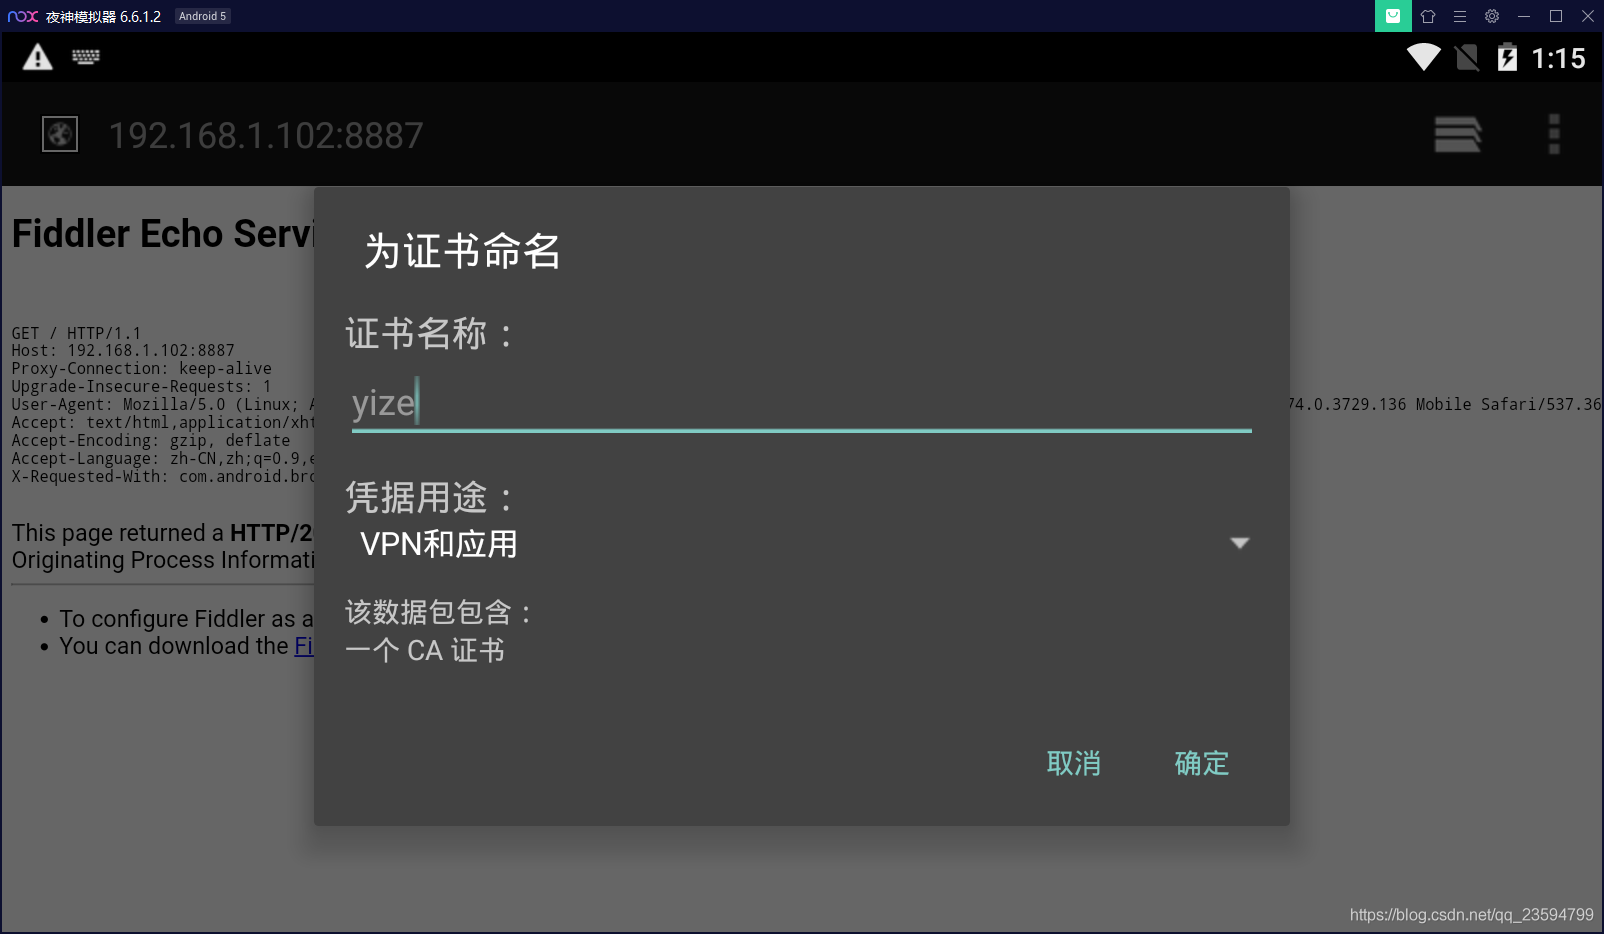 nox 夜神模拟器 6.6.1.2 Android 5
1:15
192.168.1.102:8887
Fiddler Echo Servi
为证书命名
证书名称：
yize
凭据用途：
VPN和应用
该数据包包含：
一个 CA 证书
取消 确定
GET / HTTP/1.1
Host: 192.168.1.102:8887
Proxy-Connection: keep-alive
Upgrade-Insecure-Requests: 1
User-Agent: Mozilla/5.0 (Linux; A 74.0.3729.136 Mobile Safari/537.36
Accept: text/html,application/xht
Accept-Encoding: gzip, deflate
Accept-Language: zh-CN,zh;q=0.9,e
X-Requested-With: com.android.bro
This page returned a HTTP/20
Originating Process Informati
• To configure Fiddler as a
• You can download the Fi
https://blog.csdn.net/qq_23594799